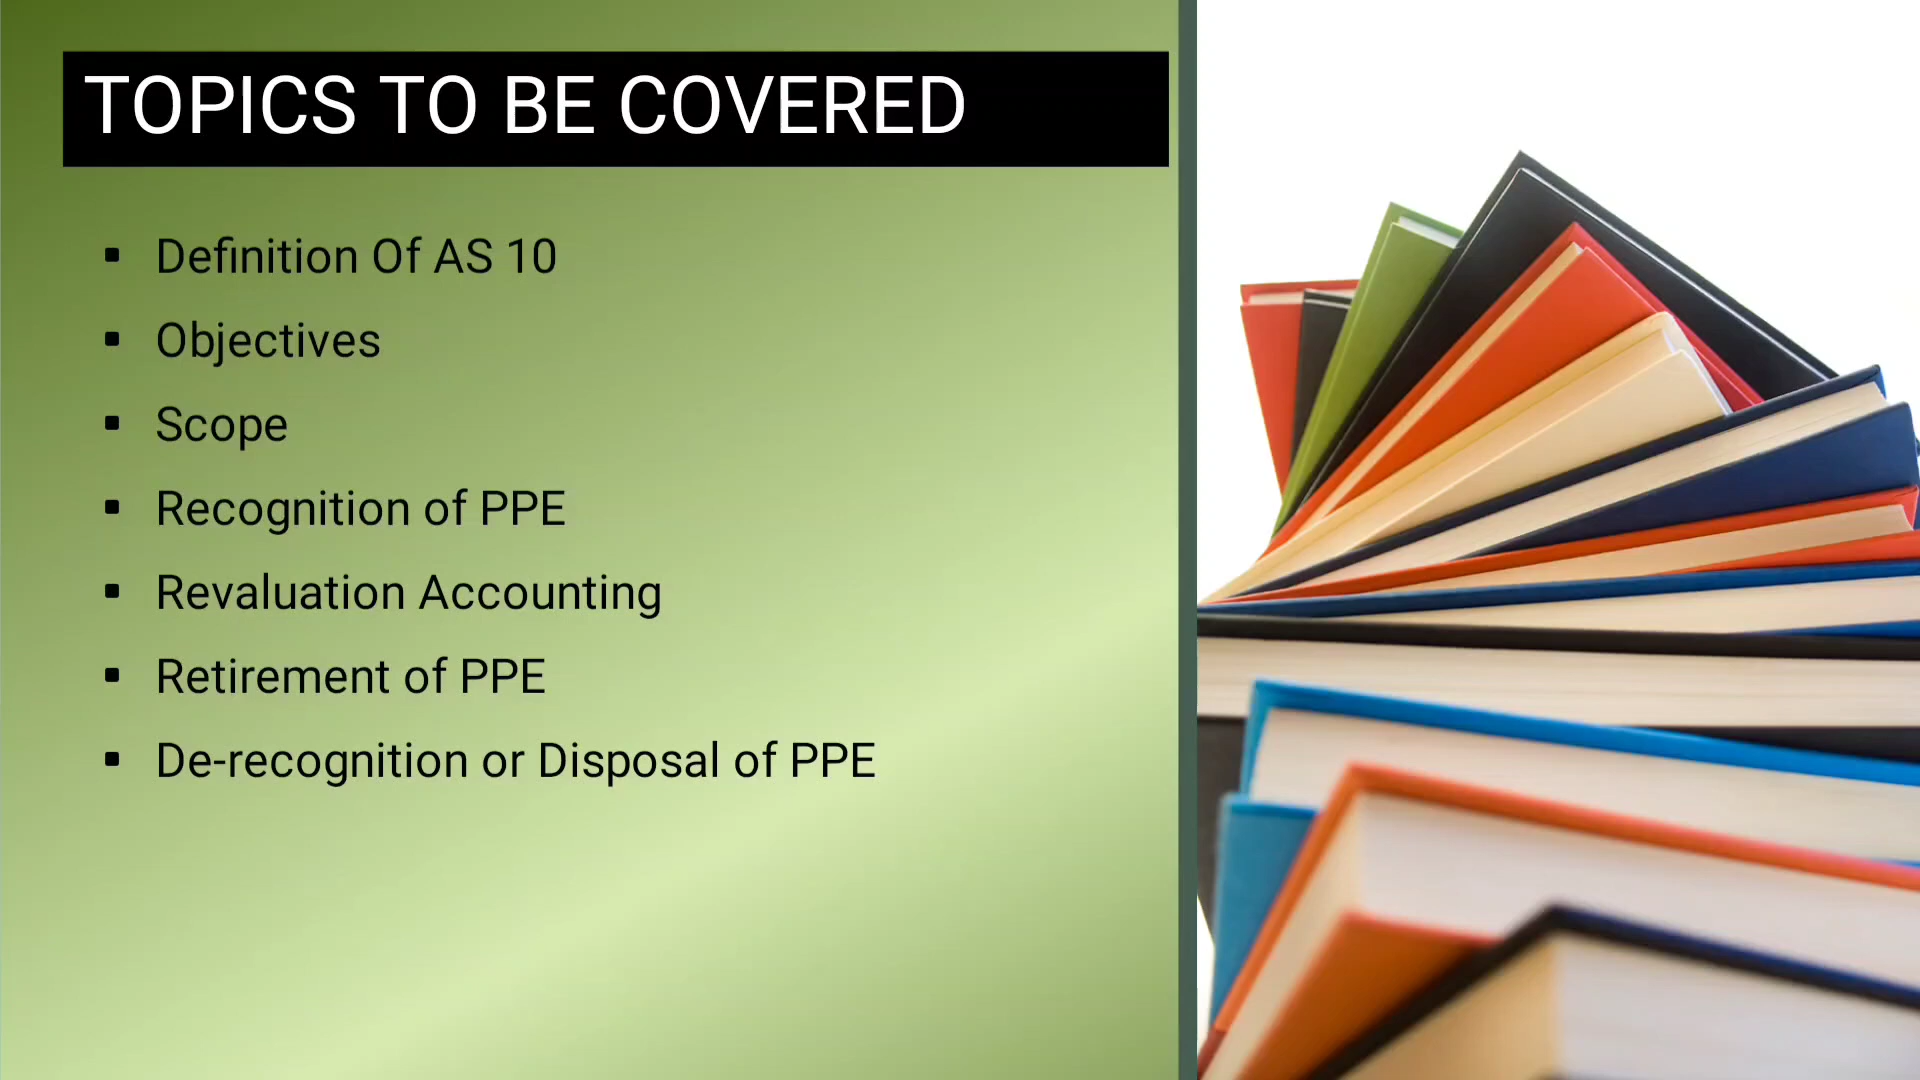 TOPICS TO BE COVERED
▪ Definition Of AS 10
▪ Objectives
▪ Scope
▪ Recognition of PPE
▪ Revaluation Accounting
▪ Retirement of PPE
▪ De-recognition or Disposal of PPE